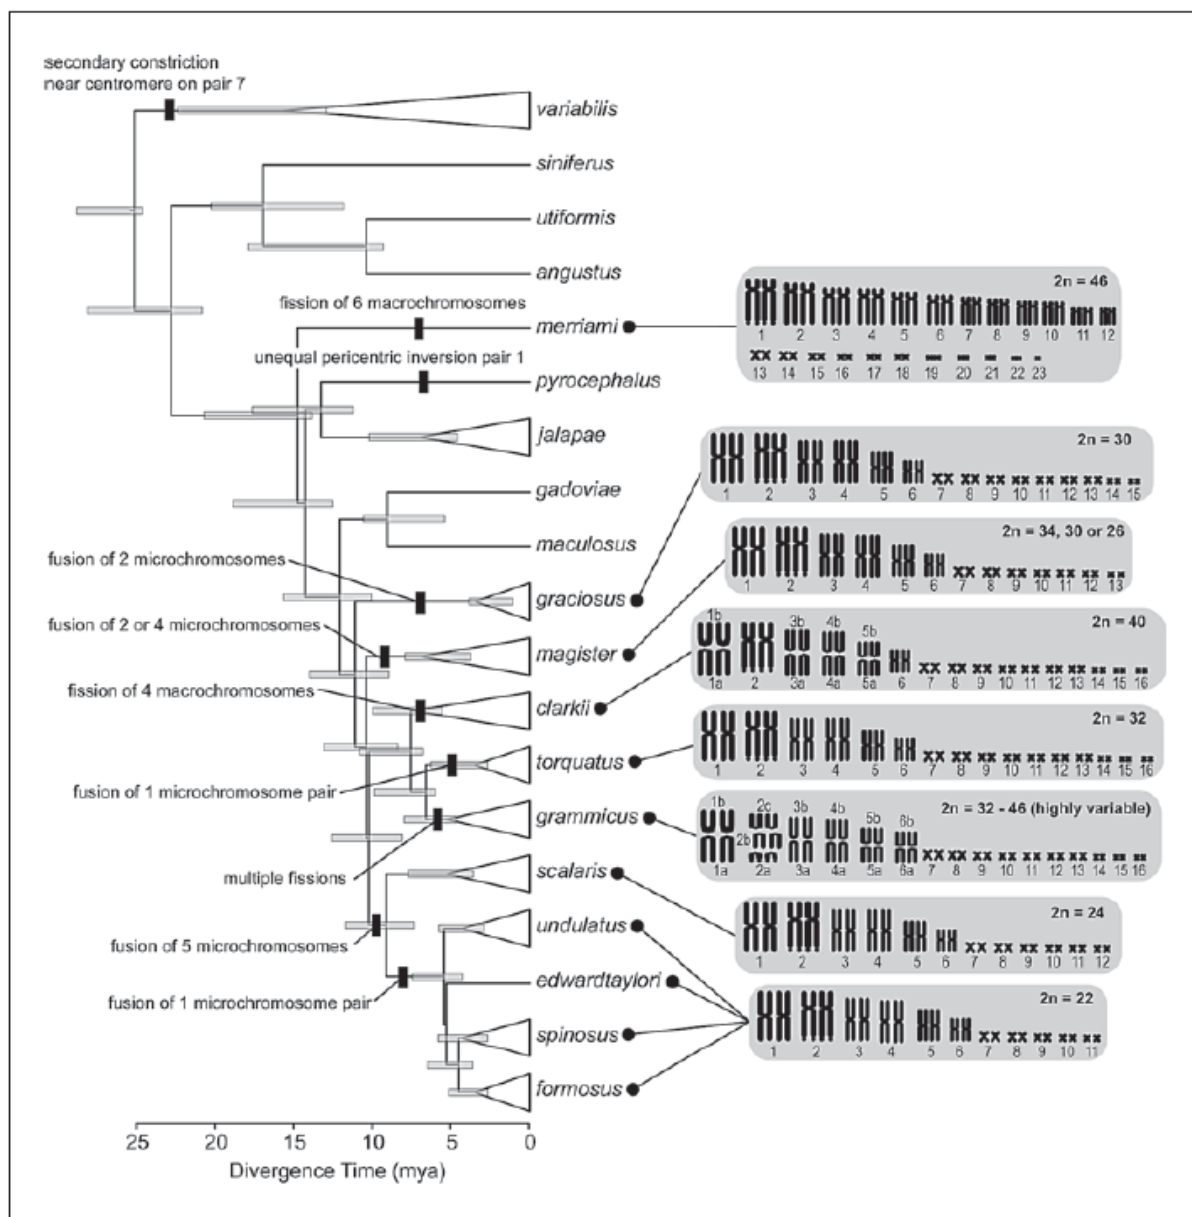 secondary constriction
near centromere on pair 7
variabilis
siniferus
utiformis
angustus
fission of 6 macrochromosomes
merriami
2n = 46
1 2 3 4 5 6 7 8 9 10 11 12
13 14 15 16 17 18 19 20 21 22 23
unequal pericentric inversion pair 1
pyrocephalus
jalapae
2n = 30
1 2 3 4 5 6 7 8 9 10 11 12 13 14 15
gadoviae
maculosus
2n = 34, 30 or 26
1 2 3 4 5 6 7 8 9 10 11 12 13
fusion of 2 microchromosomes
graciosus
fusion of 2 or 4 microchromosomes
magister
2n = 40
1b 3b 4b 5b
1a 2 3a 4a 5a 6 7 8 9 10 11 12 13 14 15 16
fission of 4 macrochromosomes
clarkii
2n = 32
1 2 3 4 5 6 7 8 9 10 11 12 13 14 15 16
torquatus
fusion of 1 microchromosome pair
grammicus
2n = 32 - 46 (highly variable)
1b 2c 3b 4b 5b 6b
2b
1a 2a 3a 4a 5a 6a 7 8 9 10 11 12 13 14 15 16
multiple fissions
scalaris
2n = 24
1 2 3 4 5 6 7 8 9 10 11 12
undulatus
fusion of 5 microchromosomes
edwardtaylori
fusion of 1 microchromosome pair
2n = 22
1 2 3 4 5 6 7 8 9 10 11
spinosus
formosus
25 20 15 10 5 0
Divergence Time (mya)